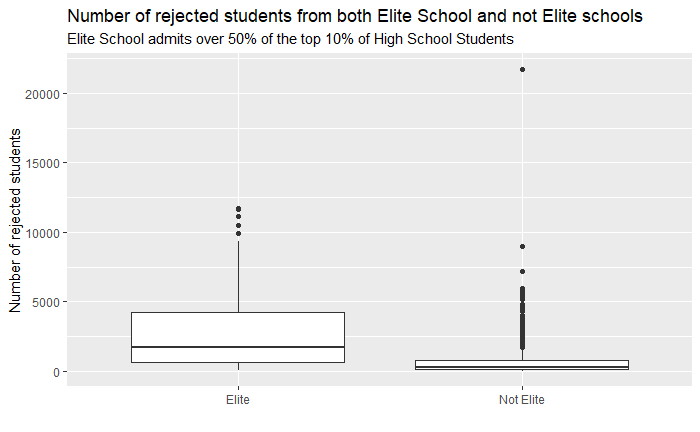 Number of rejected students from both Elite School and not Elite schools
Elite School admits over 50% of the top 10% of High School Students
Number of rejected students
20000
15000
10000
5000
0
Elite
Not Elite